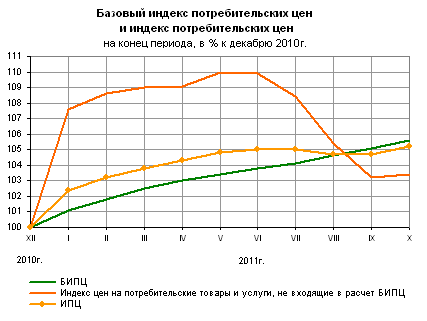 Базовый индекс потребительских цен
и индекс потребительских цен
на конец периода, в % к декабрю 2010г.
110
109
108
107
106
105
104
103
102
101
100
XII I II III IV V VI VII VIII IX X
2010г. 2011г.
БИПЦ
Индекс цен на потребительские товары и услуги, не входящие в расчет БИПЦ
ИПЦ